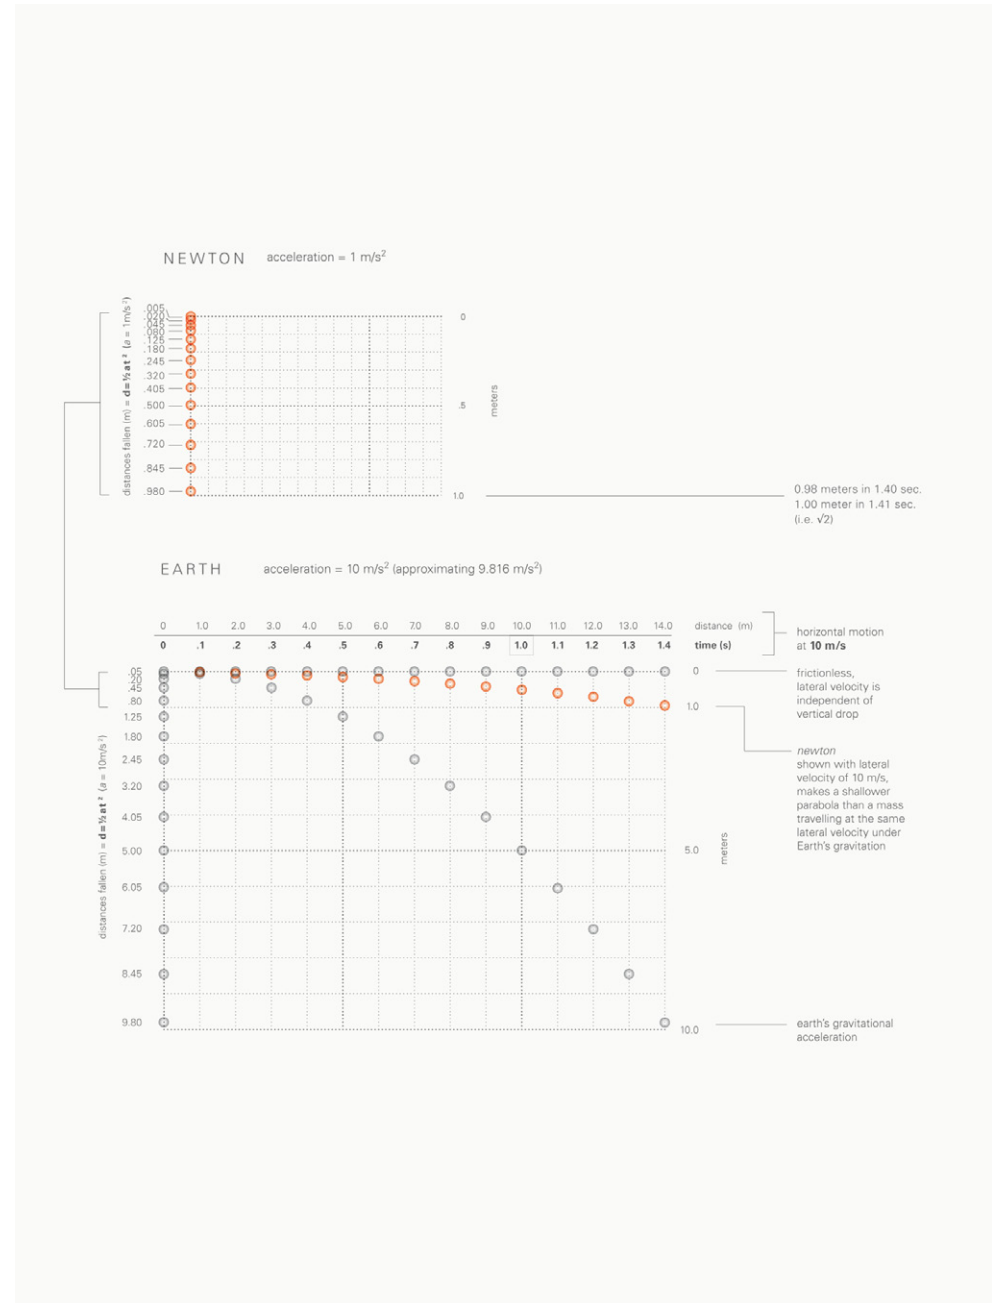 NEWTON acceleration = 1 m/s²
distances fallen (m) = d=½at² (a = 1m/s²)
.005
.020
.045
.080
.125
.180
.245
.320
.405
.500
.605
.720
.845
.980
0
.5
1.0
meters
0.98 meters in 1.40 sec.
1.00 meter in 1.41 sec.
(i.e. √2)
EARTH acceleration = 10 m/s² (approximating 9.816 m/s²)
0 1.0 2.0 3.0 4.0 5.0 6.0 7.0 8.0 9.0 10.0 11.0 12.0 13.0 14.0 distance (m)
0 .1 .2 .3 .4 .5 .6 .7 .8 .9 1.0 1.1 1.2 1.3 1.4 time (s)
horizontal motion
at 10 m/s
distances fallen (m) = d=½at² (a = 10m/s²)
.05
.20
.45
.80
1.25
1.80
2.45
3.20
4.05
5.00
6.05
7.20
8.45
9.80
0
1.0
5.0
10.0
meters
frictionless,
lateral velocity is
independent of
vertical drop
newton
shown with lateral
velocity of 10 m/s,
makes a shallower
parabola than a mass
travelling at the same
lateral velocity under
Earth's gravitation
earth's gravitational
acceleration